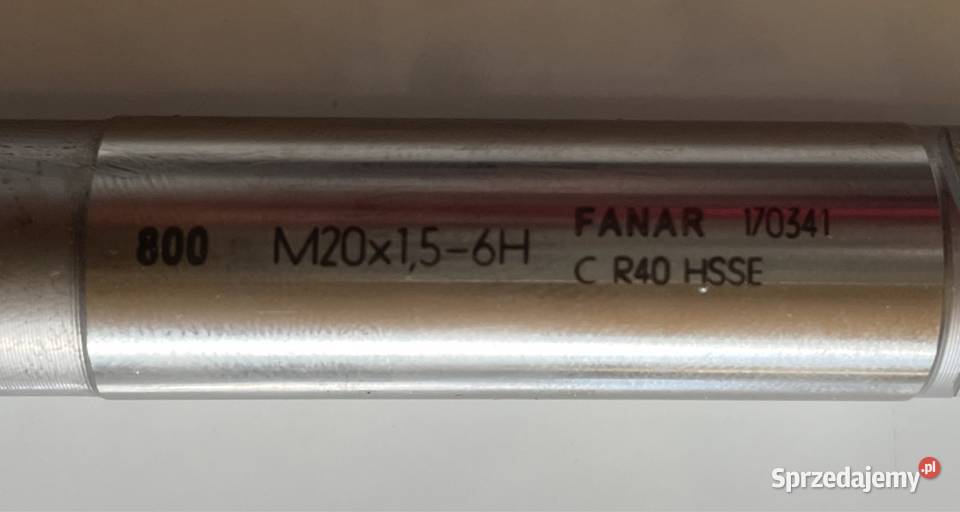 800 M20x1,5-6H FANAR 170341
C R40 HSSE
Sprzedajemy.pl